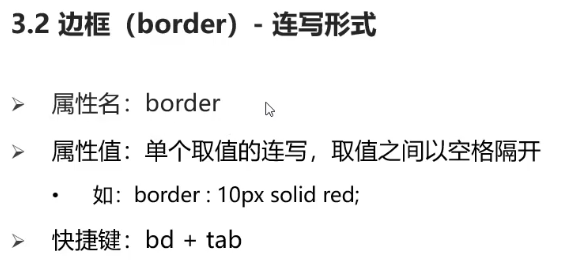 3.2 边框（border）- 连写形式
➢ 属性名：border
➢ 属性值：单个取值的连写，取值之间以空格隔开
• 如：border : 10px solid red;
➢ 快捷键：bd + tab